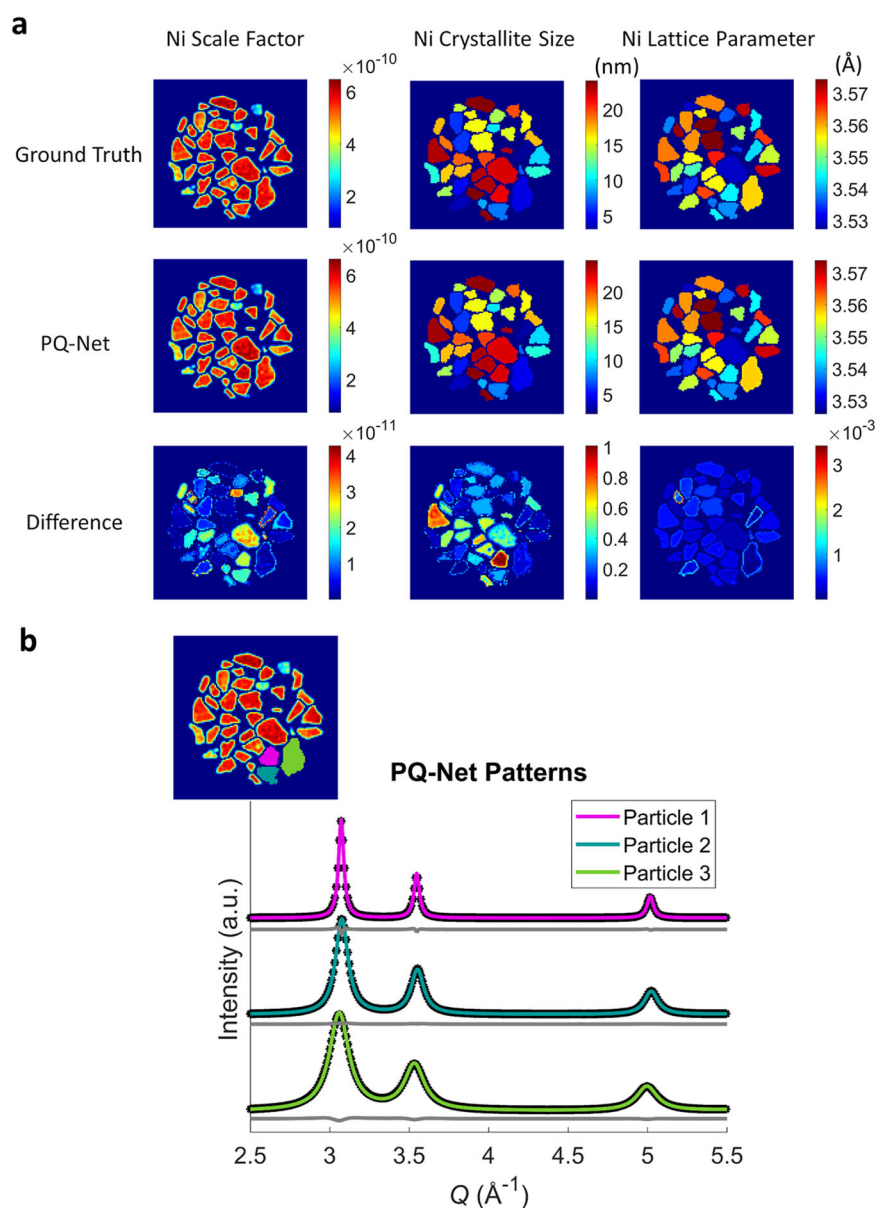 a
Ni Scale Factor
Ni Crystallite Size
Ni Lattice Parameter
×10⁻¹⁰
(nm)
(Å)
Ground Truth
6
4
2
20
15
10
5
3.57
3.56
3.55
3.54
3.53
PQ-Net
×10⁻¹⁰
6
4
2
20
15
10
5
3.57
3.56
3.55
3.54
3.53
Difference
×10⁻¹¹
4
3
2
1
1
0.8
0.6
0.4
0.2
×10⁻³
3
2
1
b
PQ-Net Patterns
Particle 1
Particle 2
Particle 3
Intensity (a.u.)
2.5 3 3.5 4 4.5 5 5.5
Q (Å⁻¹)